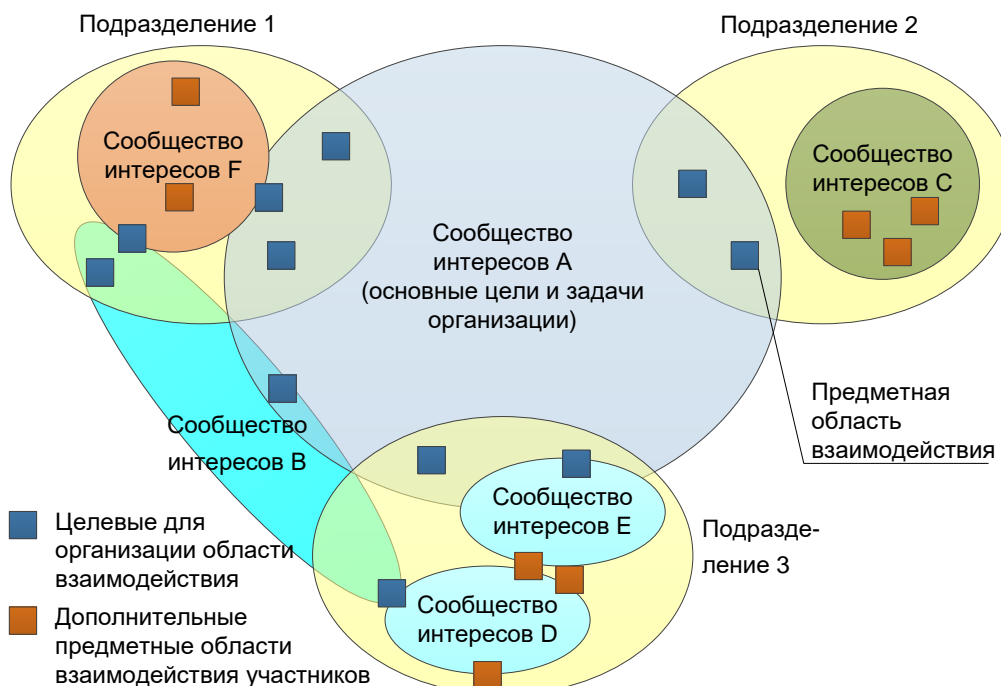 Подразделение 1
Подразделение 2
Сообщество
интересов F
Сообщество
интересов C
Сообщество
интересов A
(основные цели и задачи
организации)
Предметная
область
взаимодействия
Сообщество
интересов B
Сообщество
интересов E
Подразде-
ление 3
Сообщество
интересов D
Целевые для
организации области
взаимодействия
Дополнительные
предметные области
взаимодействия участников